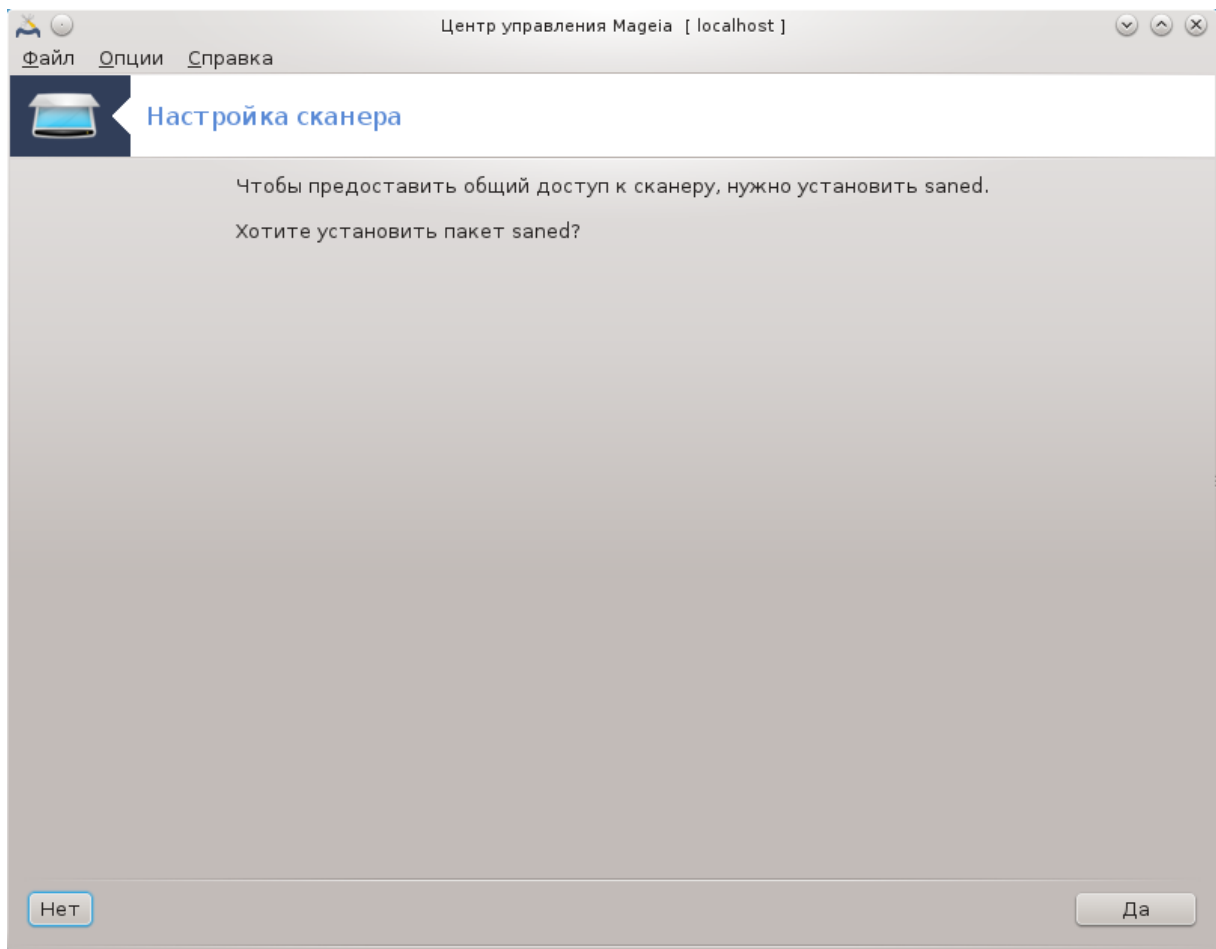 Центр управления Mageia [ localhost ]
Файл Опции Справка
Настройка сканера
Чтобы предоставить общий доступ к сканеру, нужно установить saned.
Хотите установить пакет saned?
Нет Да